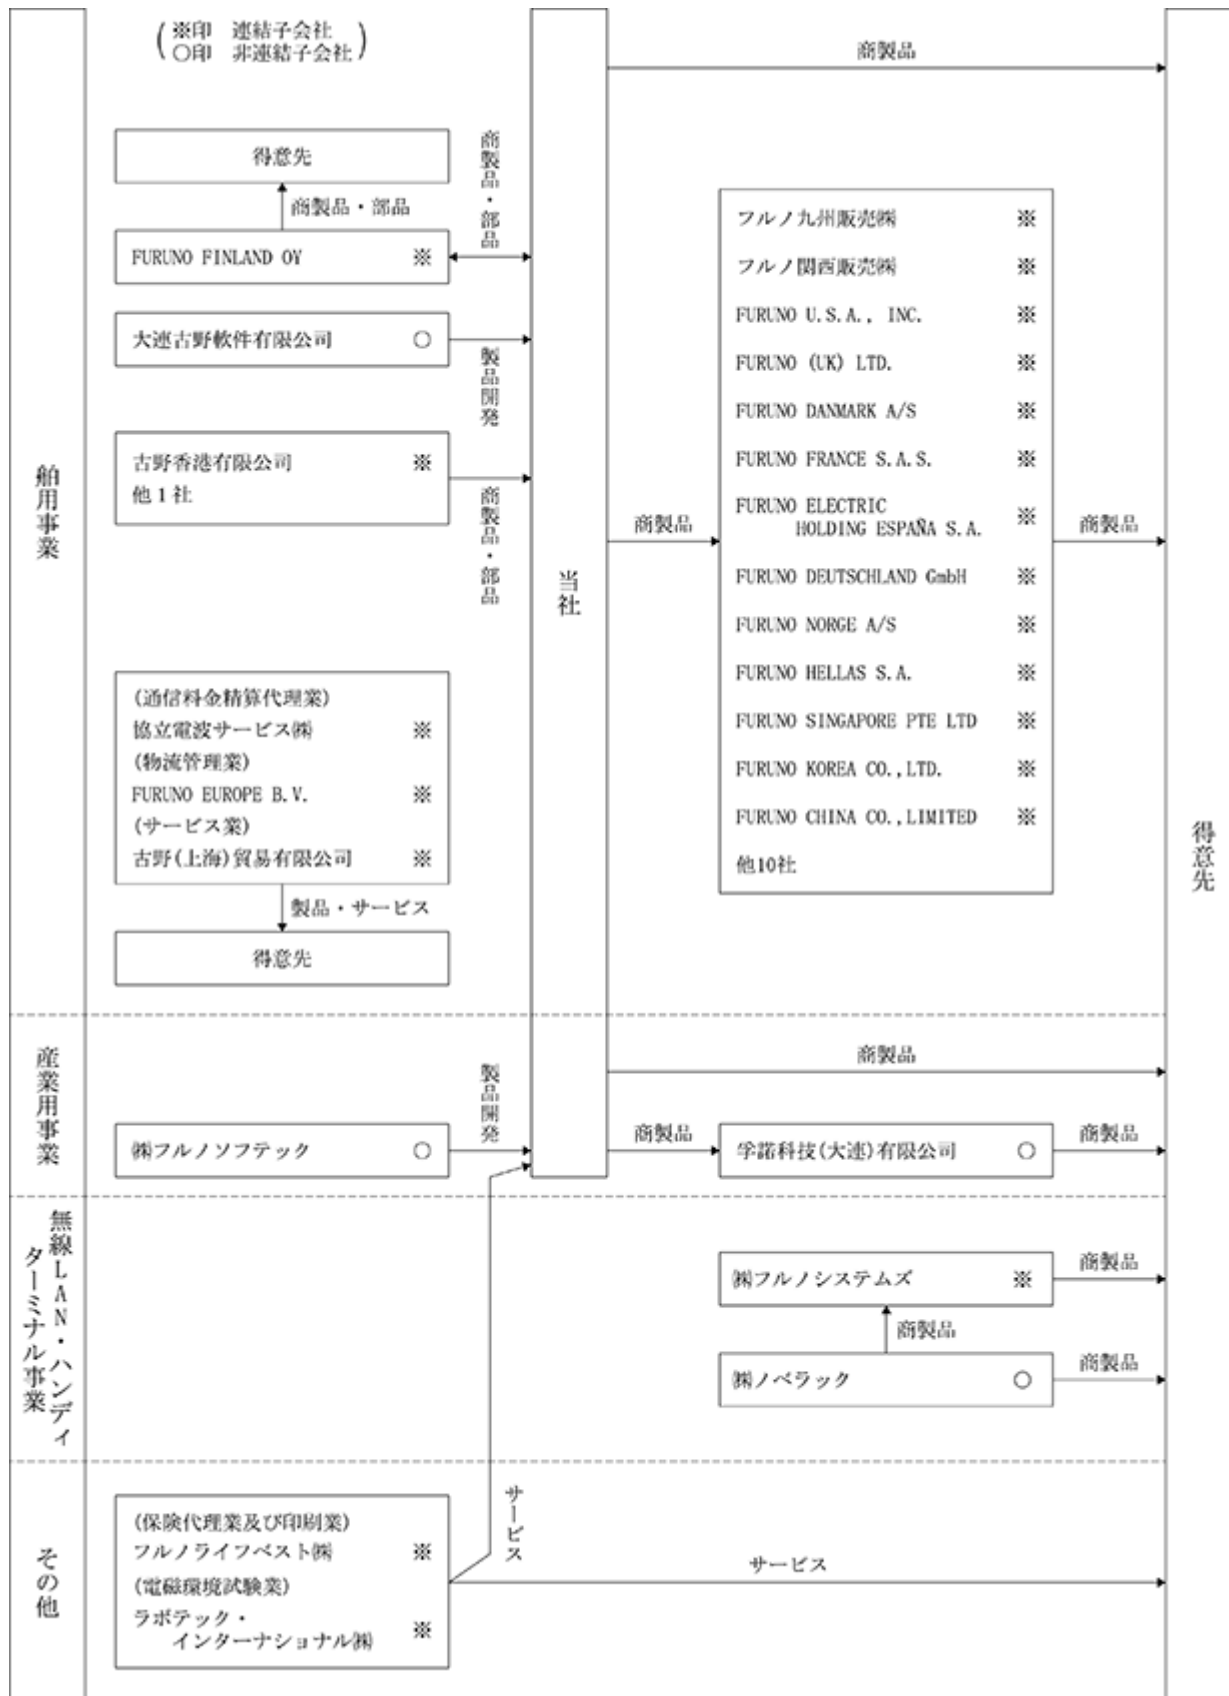 ※印 連結子会社
○印 非連結子会社
舶用事業
得意先
商製品・部品
商製品・部品
FURUNO FINLAND OY ※
大連古野軟件有限公司 ○
製品開発
古野香港有限公司 ※
他1社
商製品・部品
(通信料金精算代理業)
協立電波サービス㈱ ※
(物流管理業)
FURUNO EUROPE B.V. ※
(サービス業)
古野(上海)貿易有限公司 ※
製品・サービス
得意先
当社
商製品
商製品
フルノ九州販売㈱ ※
フルノ関西販売㈱ ※
FURUNO U.S.A., INC. ※
FURUNO (UK) LTD. ※
FURUNO DANMARK A/S ※
FURUNO FRANCE S.A.S. ※
FURUNO ELECTRIC
HOLDING ESPAÑA S.A. ※
FURUNO DEUTSCHLAND GmbH ※
FURUNO NORGE A/S ※
FURUNO HELLAS S.A. ※
FURUNO SINGAPORE PTE LTD ※
FURUNO KOREA CO.,LTD. ※
FURUNO CHINA CO.,LIMITED ※
他10社
商製品
得意先
産業用事業
㈱フルノソフテック ○
製品開発
商製品
商製品
孚諾科技(大連)有限公司 ○
商製品
無線LAN・ハンディ
ターミナル事業
㈱フルノシステムズ ※
商製品
商製品
㈱ノベラック ○
商製品
その他
(保険代理業及び印刷業)
フルノライフベスト㈱ ※
(電磁環境試験業)
ラボテック・
インターナショナル㈱ ※
サービス
サービス